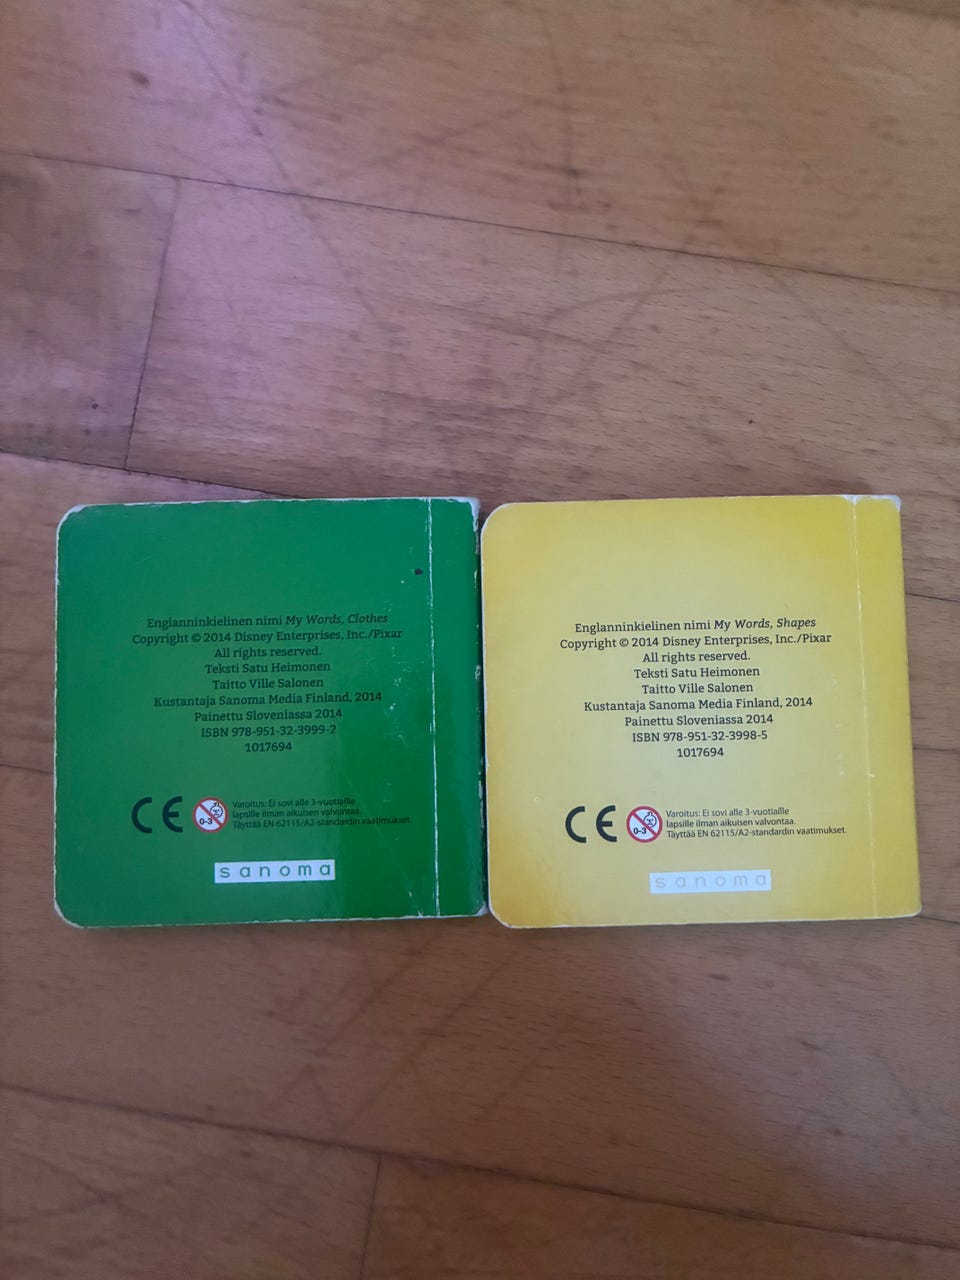 Englanninkielinen nimi My Words, Clothes
Copyright © 2014 Disney Enterprises, Inc./Pixar
All rights reserved.
Teksti Satu Heimonen
Taitto Ville Salonen
Kustantaja Sanoma Media Finland, 2014
Painettu Sloveniassa 2014
ISBN 978-951-32-3999-2
1017694
CE
0-3
Varoitus: Ei sovi alle 3-vuotiaille
lapsille ilman aikuisen valvontaa.
Täyttää EN 62115/A2-standardin vaatimukset.
sanoma
Englanninkielinen nimi My Words, Shapes
Copyright © 2014 Disney Enterprises, Inc./Pixar
All rights reserved.
Teksti Satu Heimonen
Taitto Ville Salonen
Kustantaja Sanoma Media Finland, 2014
Painettu Sloveniassa 2014
ISBN 978-951-32-3998-5
1017694
CE
0-3
Varoitus: Ei sovi alle 3-vuotiaille
lapsille ilman aikuisen valvontaa.
Täyttää EN 62115/A2-standardin vaatimukset.
sanoma